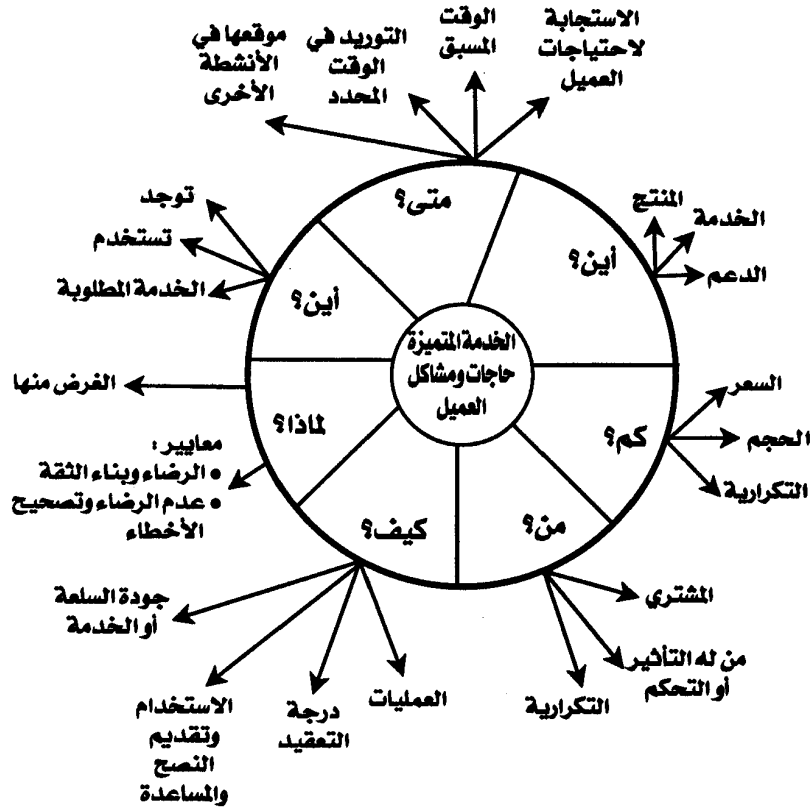 الاستجابة
لاحتياجات
العميل
الوقت
المسبق
التوريد في
الوقت
المحدد
موقعها في
الأنشطة
الأخرى
متى؟
أين؟
المنتج
الخدمة
الدعم
توجد
تستخدم
الخدمة المطلوبة
أين؟
الخدمة المتميزة
حاجات ومشاكل
العميل
الغرض منها
لماذا؟
معايير :
• الرضاء وبناء الثقة
• عدم الرضاء وتصحيح
الأخطاء
كم؟
السعر
الحجم
التكرارية
من؟
المشتري
من له التأثير
أو التحكم
التكرارية
كيف؟
العمليات
درجة
التعقيد
الاستخدام
وتقديم
النصح
والمساعدة
جودة السلعة
أو الخدمة